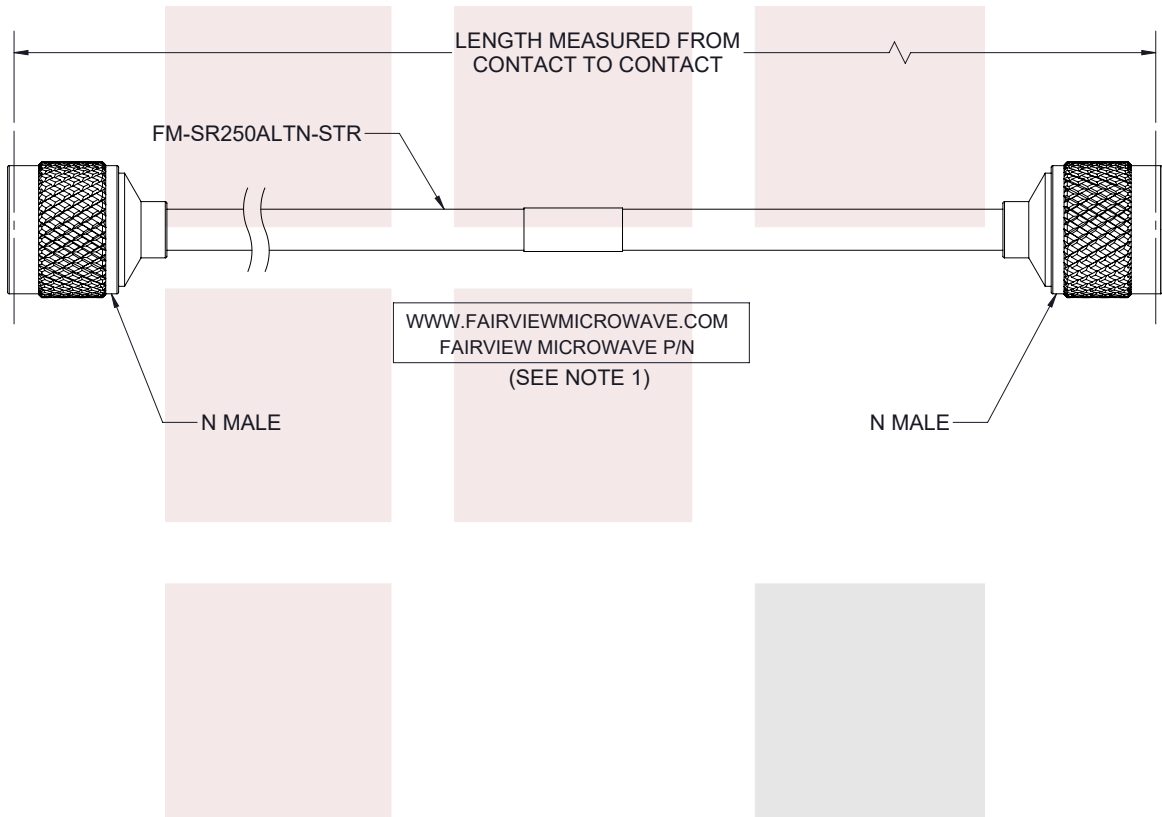 LENGTH MEASURED FROM
CONTACT TO CONTACT
FM-SR250ALTN-STR
WWW.FAIRVIEWMICROWAVE.COM
FAIRVIEW MICROWAVE P/N
(SEE NOTE 1)
N MALE
N MALE